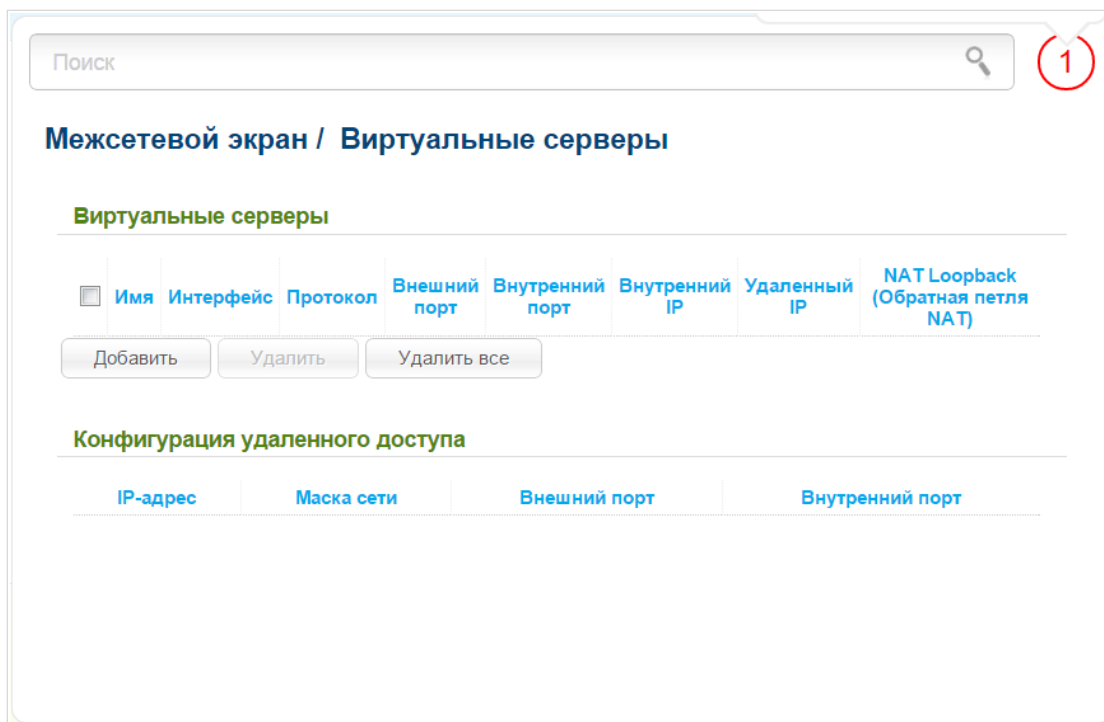 Поиск
1
Межсетевой экран / Виртуальные серверы
Виртуальные серверы
Имя Интерфейс Протокол Внешний порт Внутренний порт Внутренний IP Удаленный IP NAT Loopback (Обратная петля NAT)
Добавить Удалить Удалить все
Конфигурация удаленного доступа
IP-адрес Маска сети Внешний порт Внутренний порт